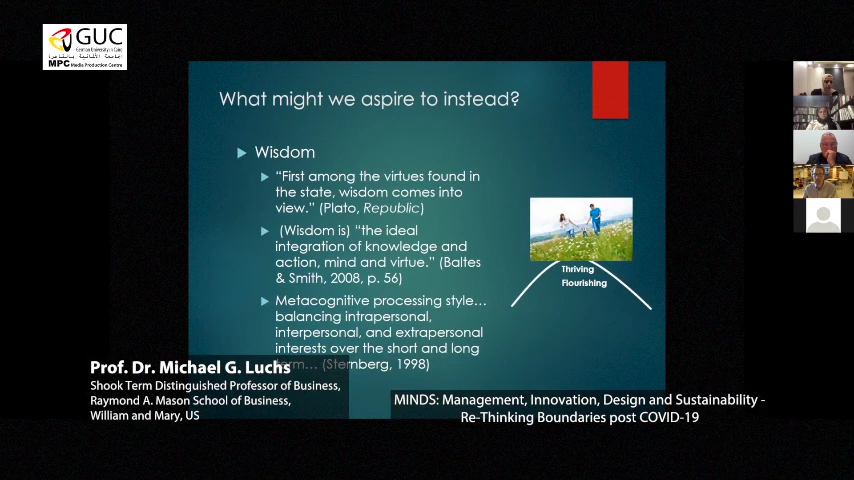 GUC
German University in Cairo
الجامعة الألمانية بالقاهرة
MPC Media Production Centre
What might we aspire to instead?
Wisdom
“First among the virtues found in
the state, wisdom comes into
view.” (Plato, Republic)
(Wisdom is) “the ideal
integration of knowledge and
action, mind and virtue.” (Baltes
& Smith, 2008, p. 56)
Metacognitive processing style…
balancing intrapersonal,
interpersonal, and extrapersonal
interests over the short and long
term… (Sternberg, 1998)
Thriving
Flourishing
Prof. Dr. Michael G. Luchs
Shook Term Distinguished Professor of Business,
Raymond A. Mason School of Business,
William and Mary, US
MINDS: Management, Innovation, Design and Sustainability -
Re-Thinking Boundaries post COVID-19